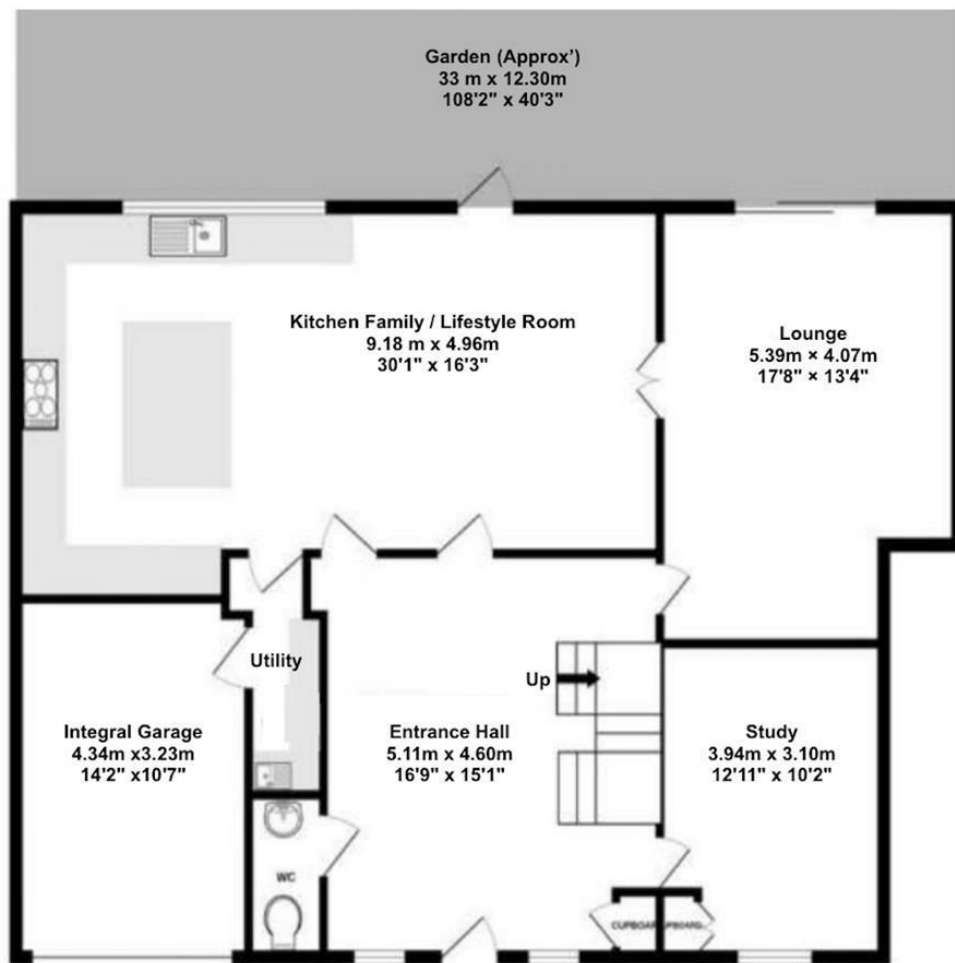 Garden (Approx’)
33 m x 12.30m
108'2" x 40'3"
Kitchen Family / Lifestyle Room
9.18 m x 4.96m
30'1" x 16'3"
Lounge
5.39m × 4.07m
17'8" × 13'4"
Utility
Up
Integral Garage
4.34m x3.23m
14'2" x10'7"
Entrance Hall
5.11m x 4.60m
16'9" x 15'1"
Study
3.94m x 3.10m
12'11" x 10'2"
WC